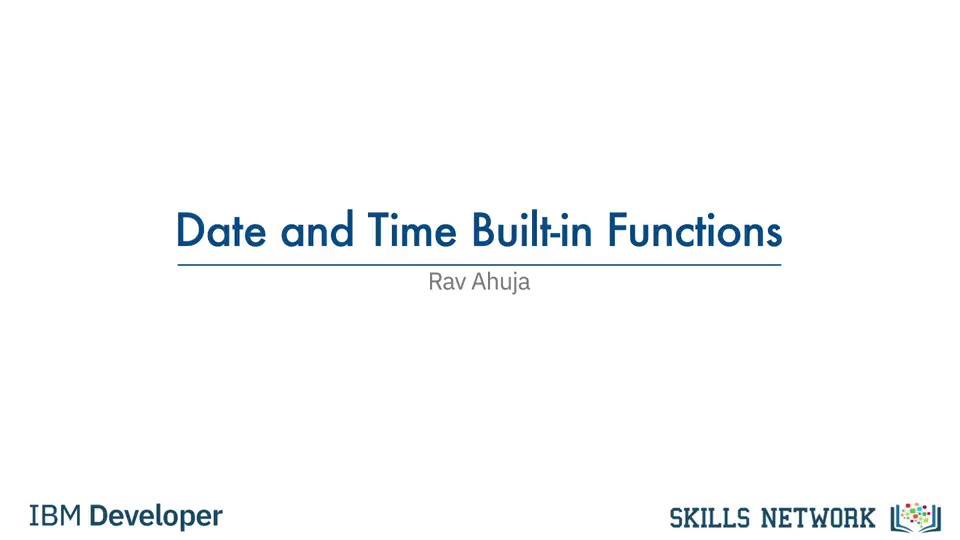 Date and Time Built-in Functions
Rav Ahuja
IBM Developer
SKILLS NETWORK